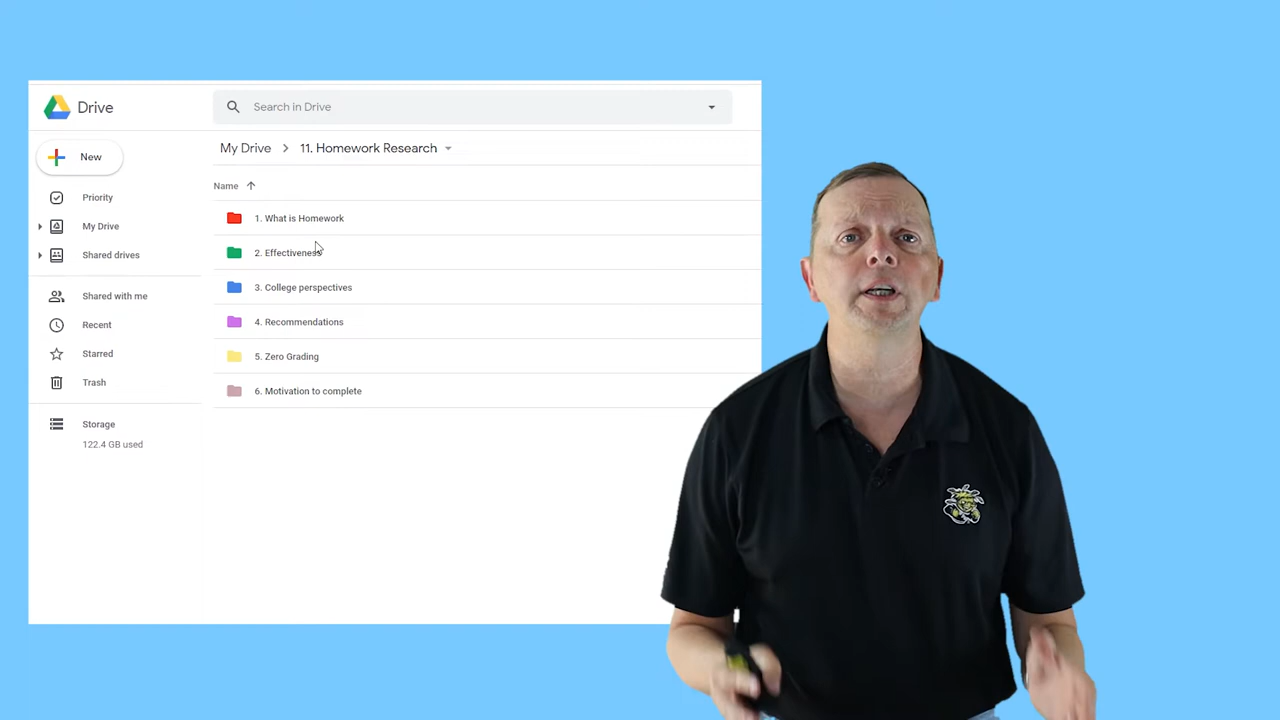 Drive
Search in Drive
My Drive
11. Homework Research
New
Name
Priority
My Drive
Shared drives
Shared with me
Recent
Starred
Trash
Storage
122.4 GB used
1. What is Homework
2. Effectiveness
3. College perspectives
4. Recommendations
5. Zero Grading
6. Motivation to complete